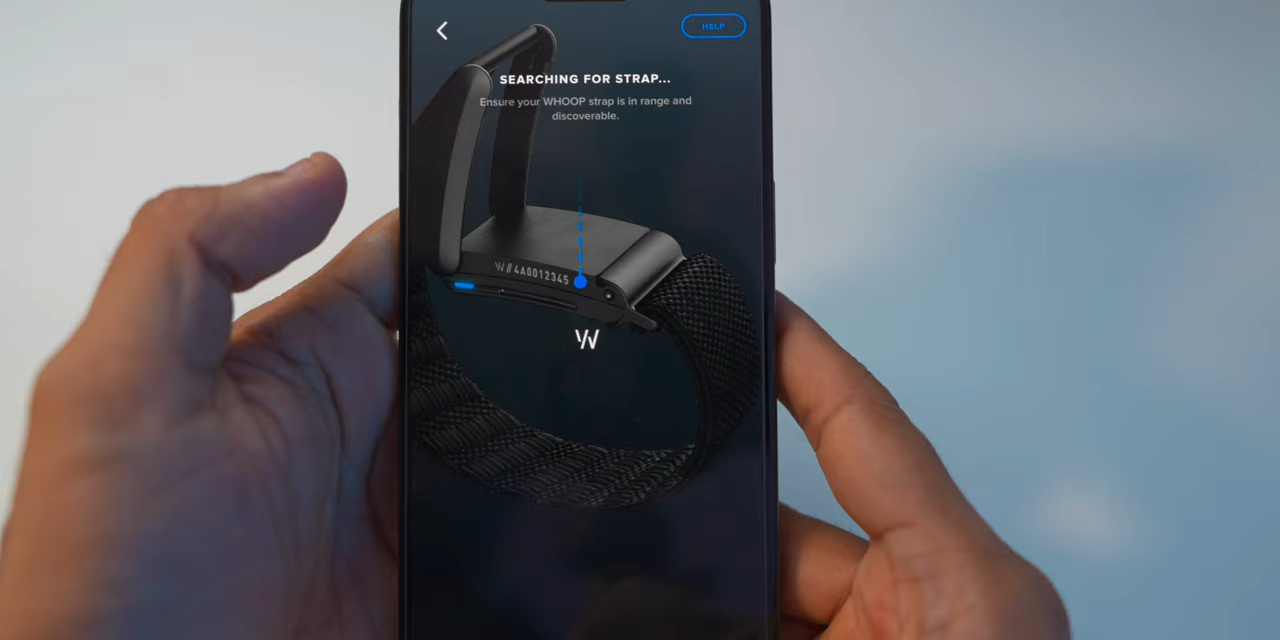 HELP
SEARCHING FOR STRAP...
Ensure your WHOOP strap is in range and
discoverable.
W//4A0012345
W